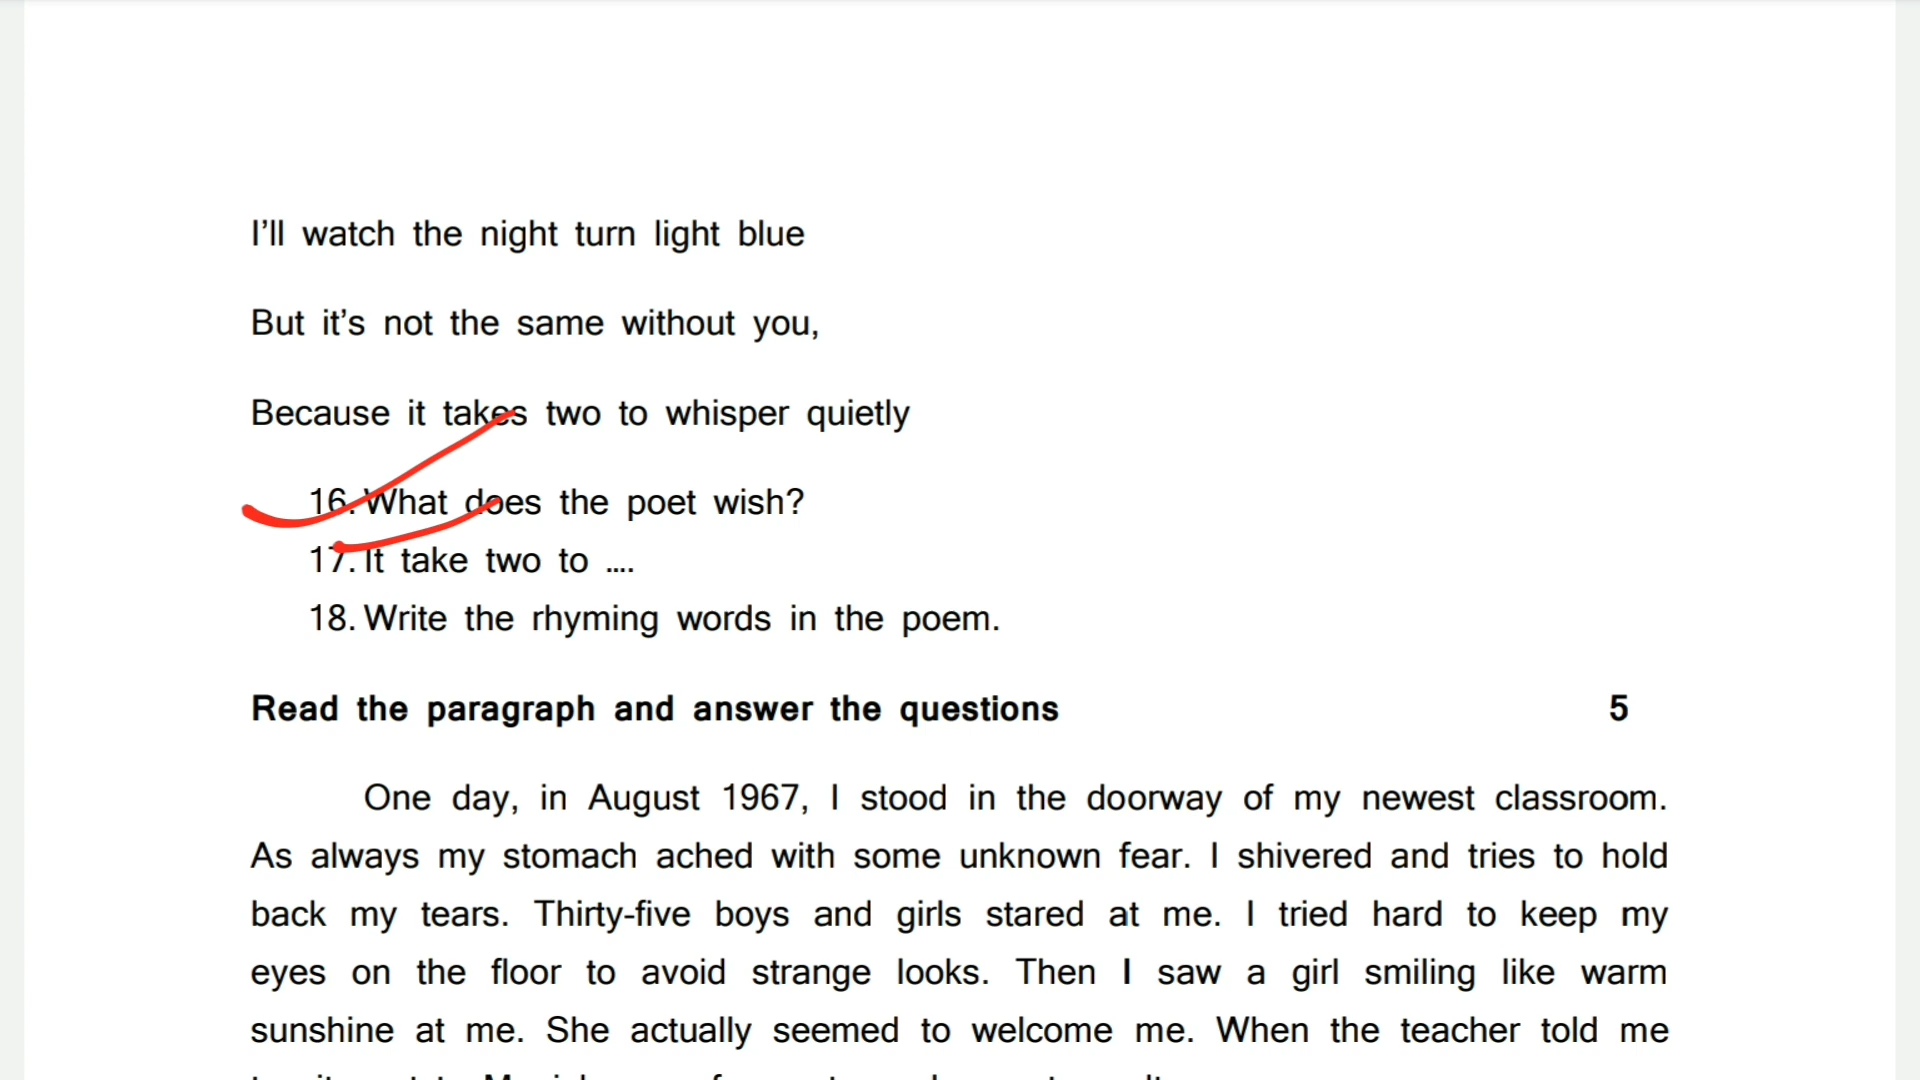 I’ll watch the night turn light blue
But it’s not the same without you,
Because it takes two to whisper quietly
16. What does the poet wish?
17. It take two to ....
18. Write the rhyming words in the poem.
Read the paragraph and answer the questions 5
One day, in August 1967, I stood in the doorway of my newest classroom.
As always my stomach ached with some unknown fear. I shivered and tries to hold
back my tears. Thirty-five boys and girls stared at me. I tried hard to keep my
eyes on the floor to avoid strange looks. Then I saw a girl smiling like warm
sunshine at me. She actually seemed to welcome me. When the teacher told me